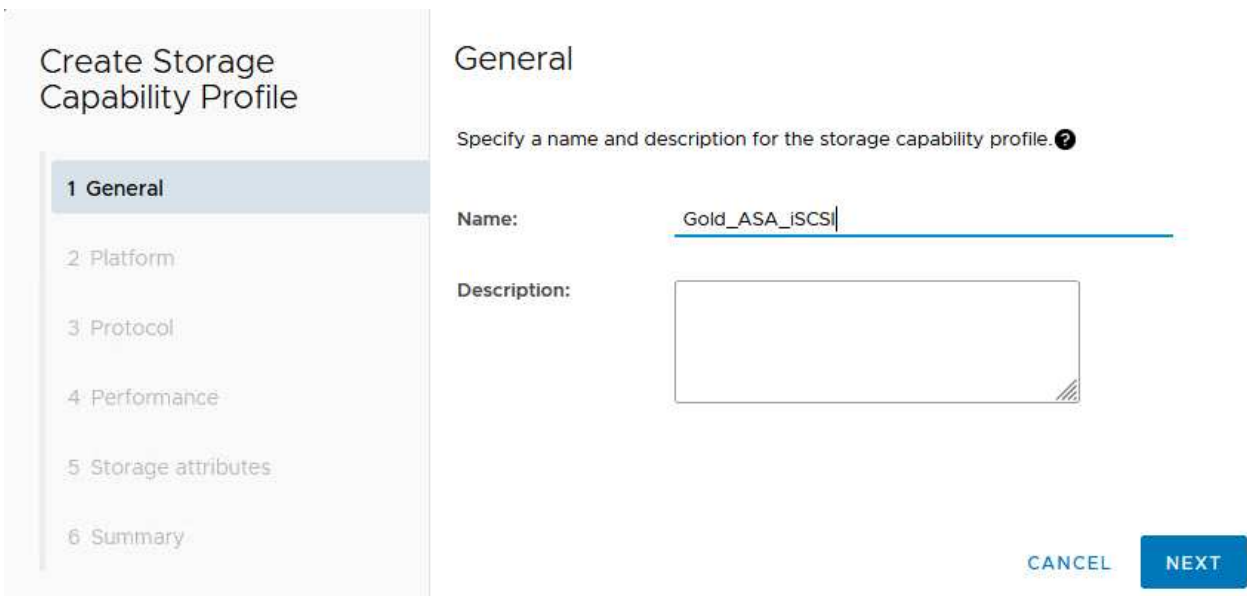 Create Storage
Capability Profile
1 General
2 Platform
3 Protocol
4 Performance
5 Storage attributes
6 Summary
General
Specify a name and description for the storage capability profile.?
Name:
Gold_ASA_iSCSI
Description:
CANCEL
NEXT